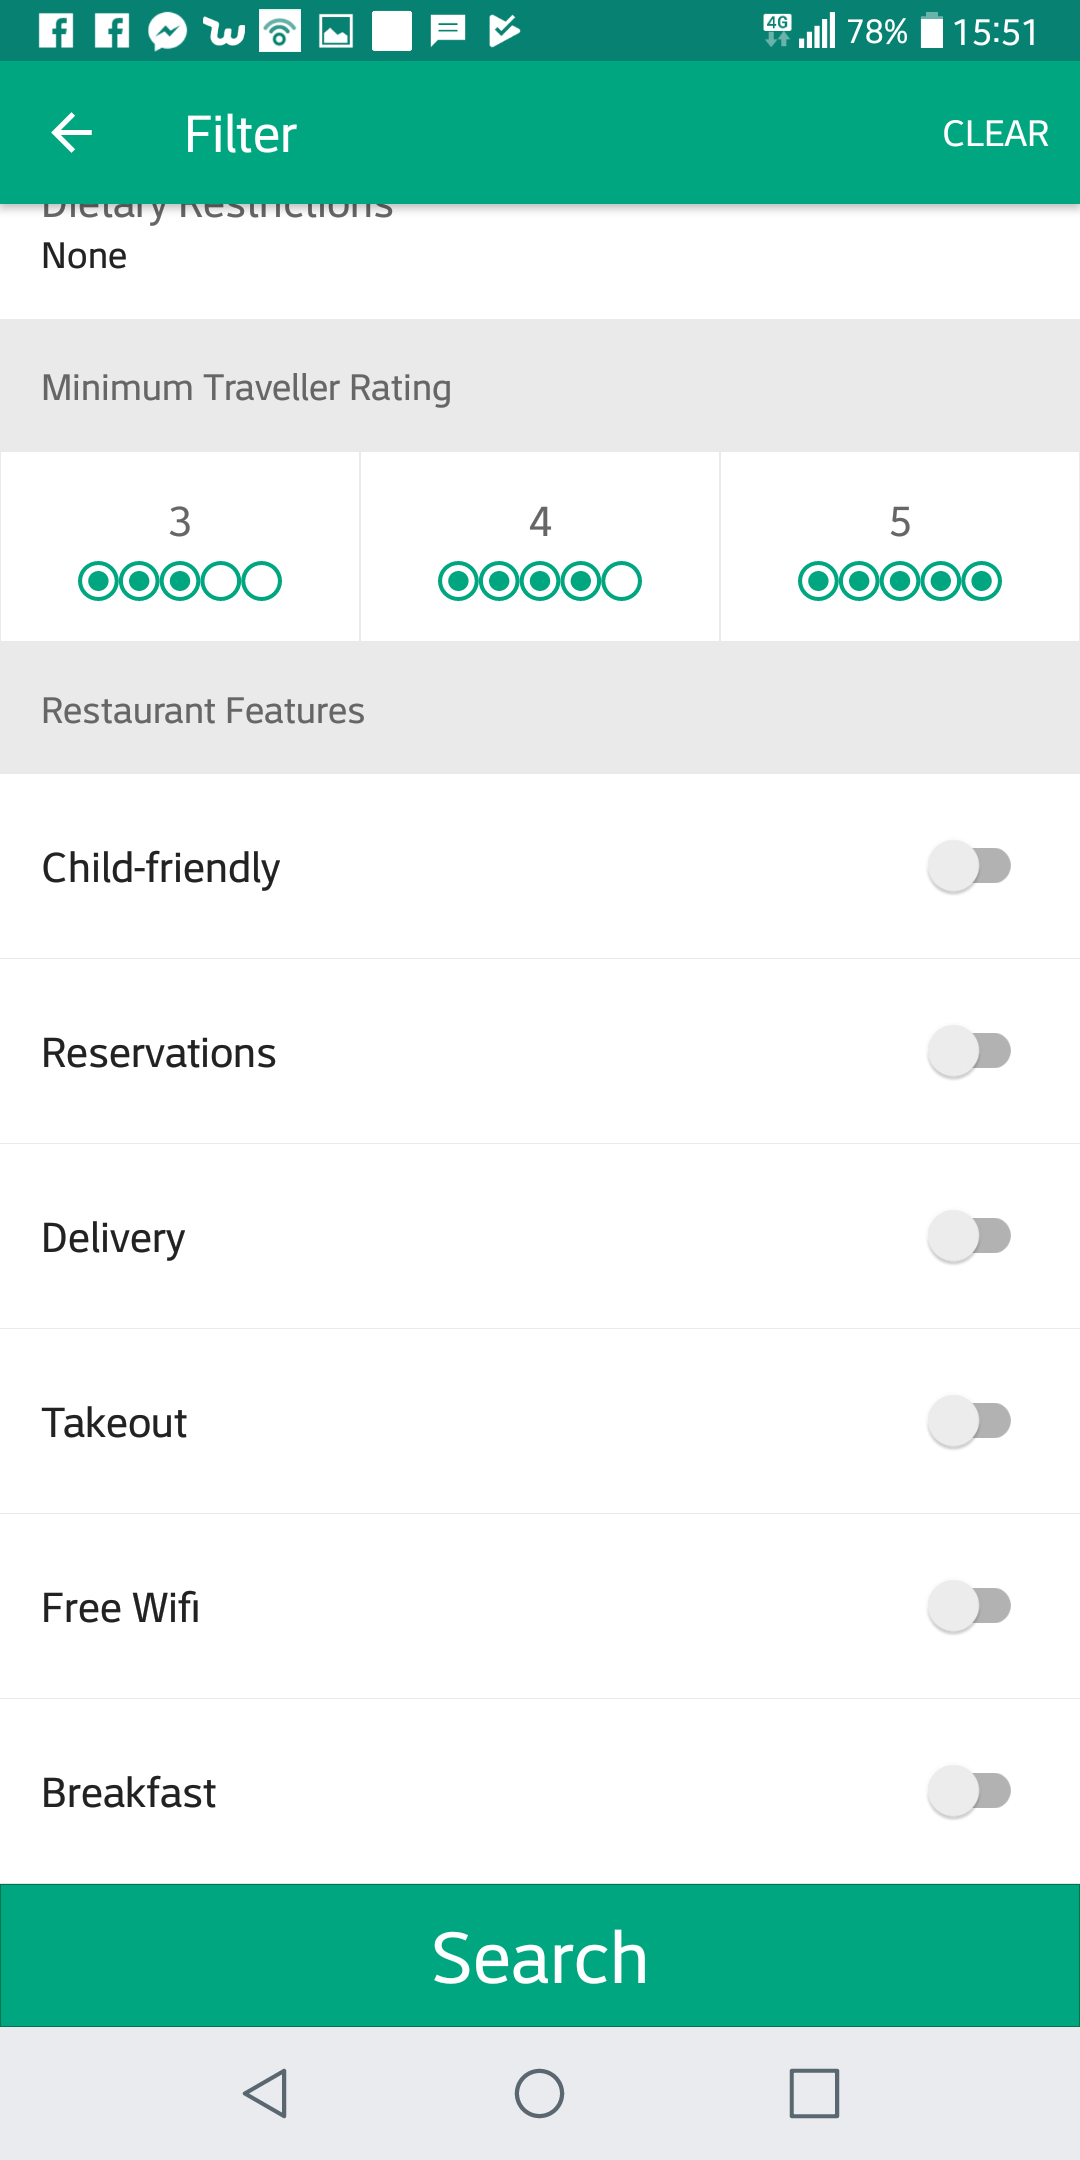 4G 78% 15:51
Filter CLEAR
Dietary Restrictions
None
Minimum Traveller Rating
3 4 5
Restaurant Features
Child-friendly
Reservations
Delivery
Takeout
Free Wifi
Breakfast
Search